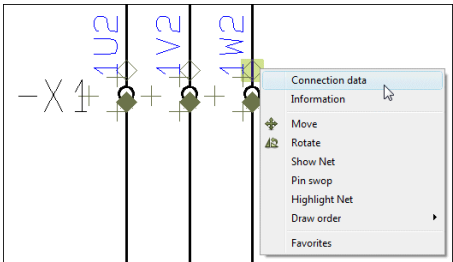 1U2
1V2
1W2
-X1
Connection data
Information
Move
Rotate
Show Net
Pin swop
Highlight Net
Draw order
Favorites